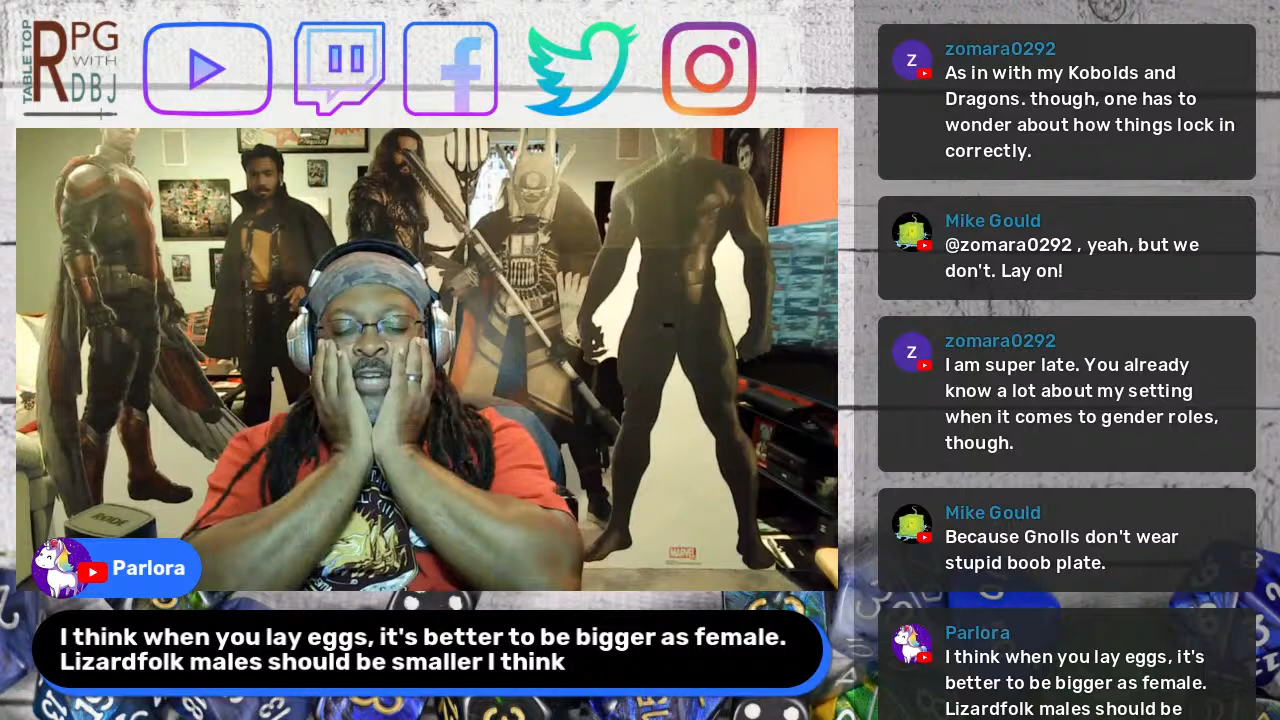 TABLE TOP
RPG
WITH
RDBJ
zomara0292
As in with my Kobolds and
Dragons. though, one has to
wonder about how things lock in
correctly.
Mike Gould
@zomara0292 , yeah, but we
don't. Lay on!
Z
zomara0292
I am super late. You already
know a lot about my setting
when it comes to gender roles,
though.
Z
Mike Gould
Because Gnolls don't wear
stupid boob plate.
Parlora
I think when you lay eggs, it's
better to be bigger as female.
Lizardfolk males should be
MARVEL
Parlora
I think when you lay eggs, it's better to be bigger as female.
Lizardfolk males should be smaller I think